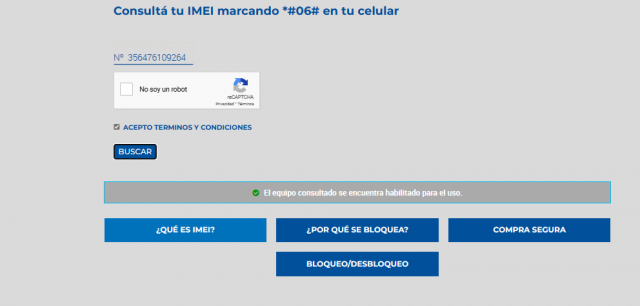 Consultá tu IMEI marcando *#06# en tu celular
Nº 356476109264
No soy un robot
reCAPTCHA
Privacidad - Términos
ACEPTO TERMINOS Y CONDICIONES
BUSCAR
El equipo consultado se encuentra habilitado para el uso.
¿QUÉ ES IMEI?
¿POR QUÉ SE BLOQUEA?
COMPRA SEGURA
BLOQUEO/DESBLOQUEO